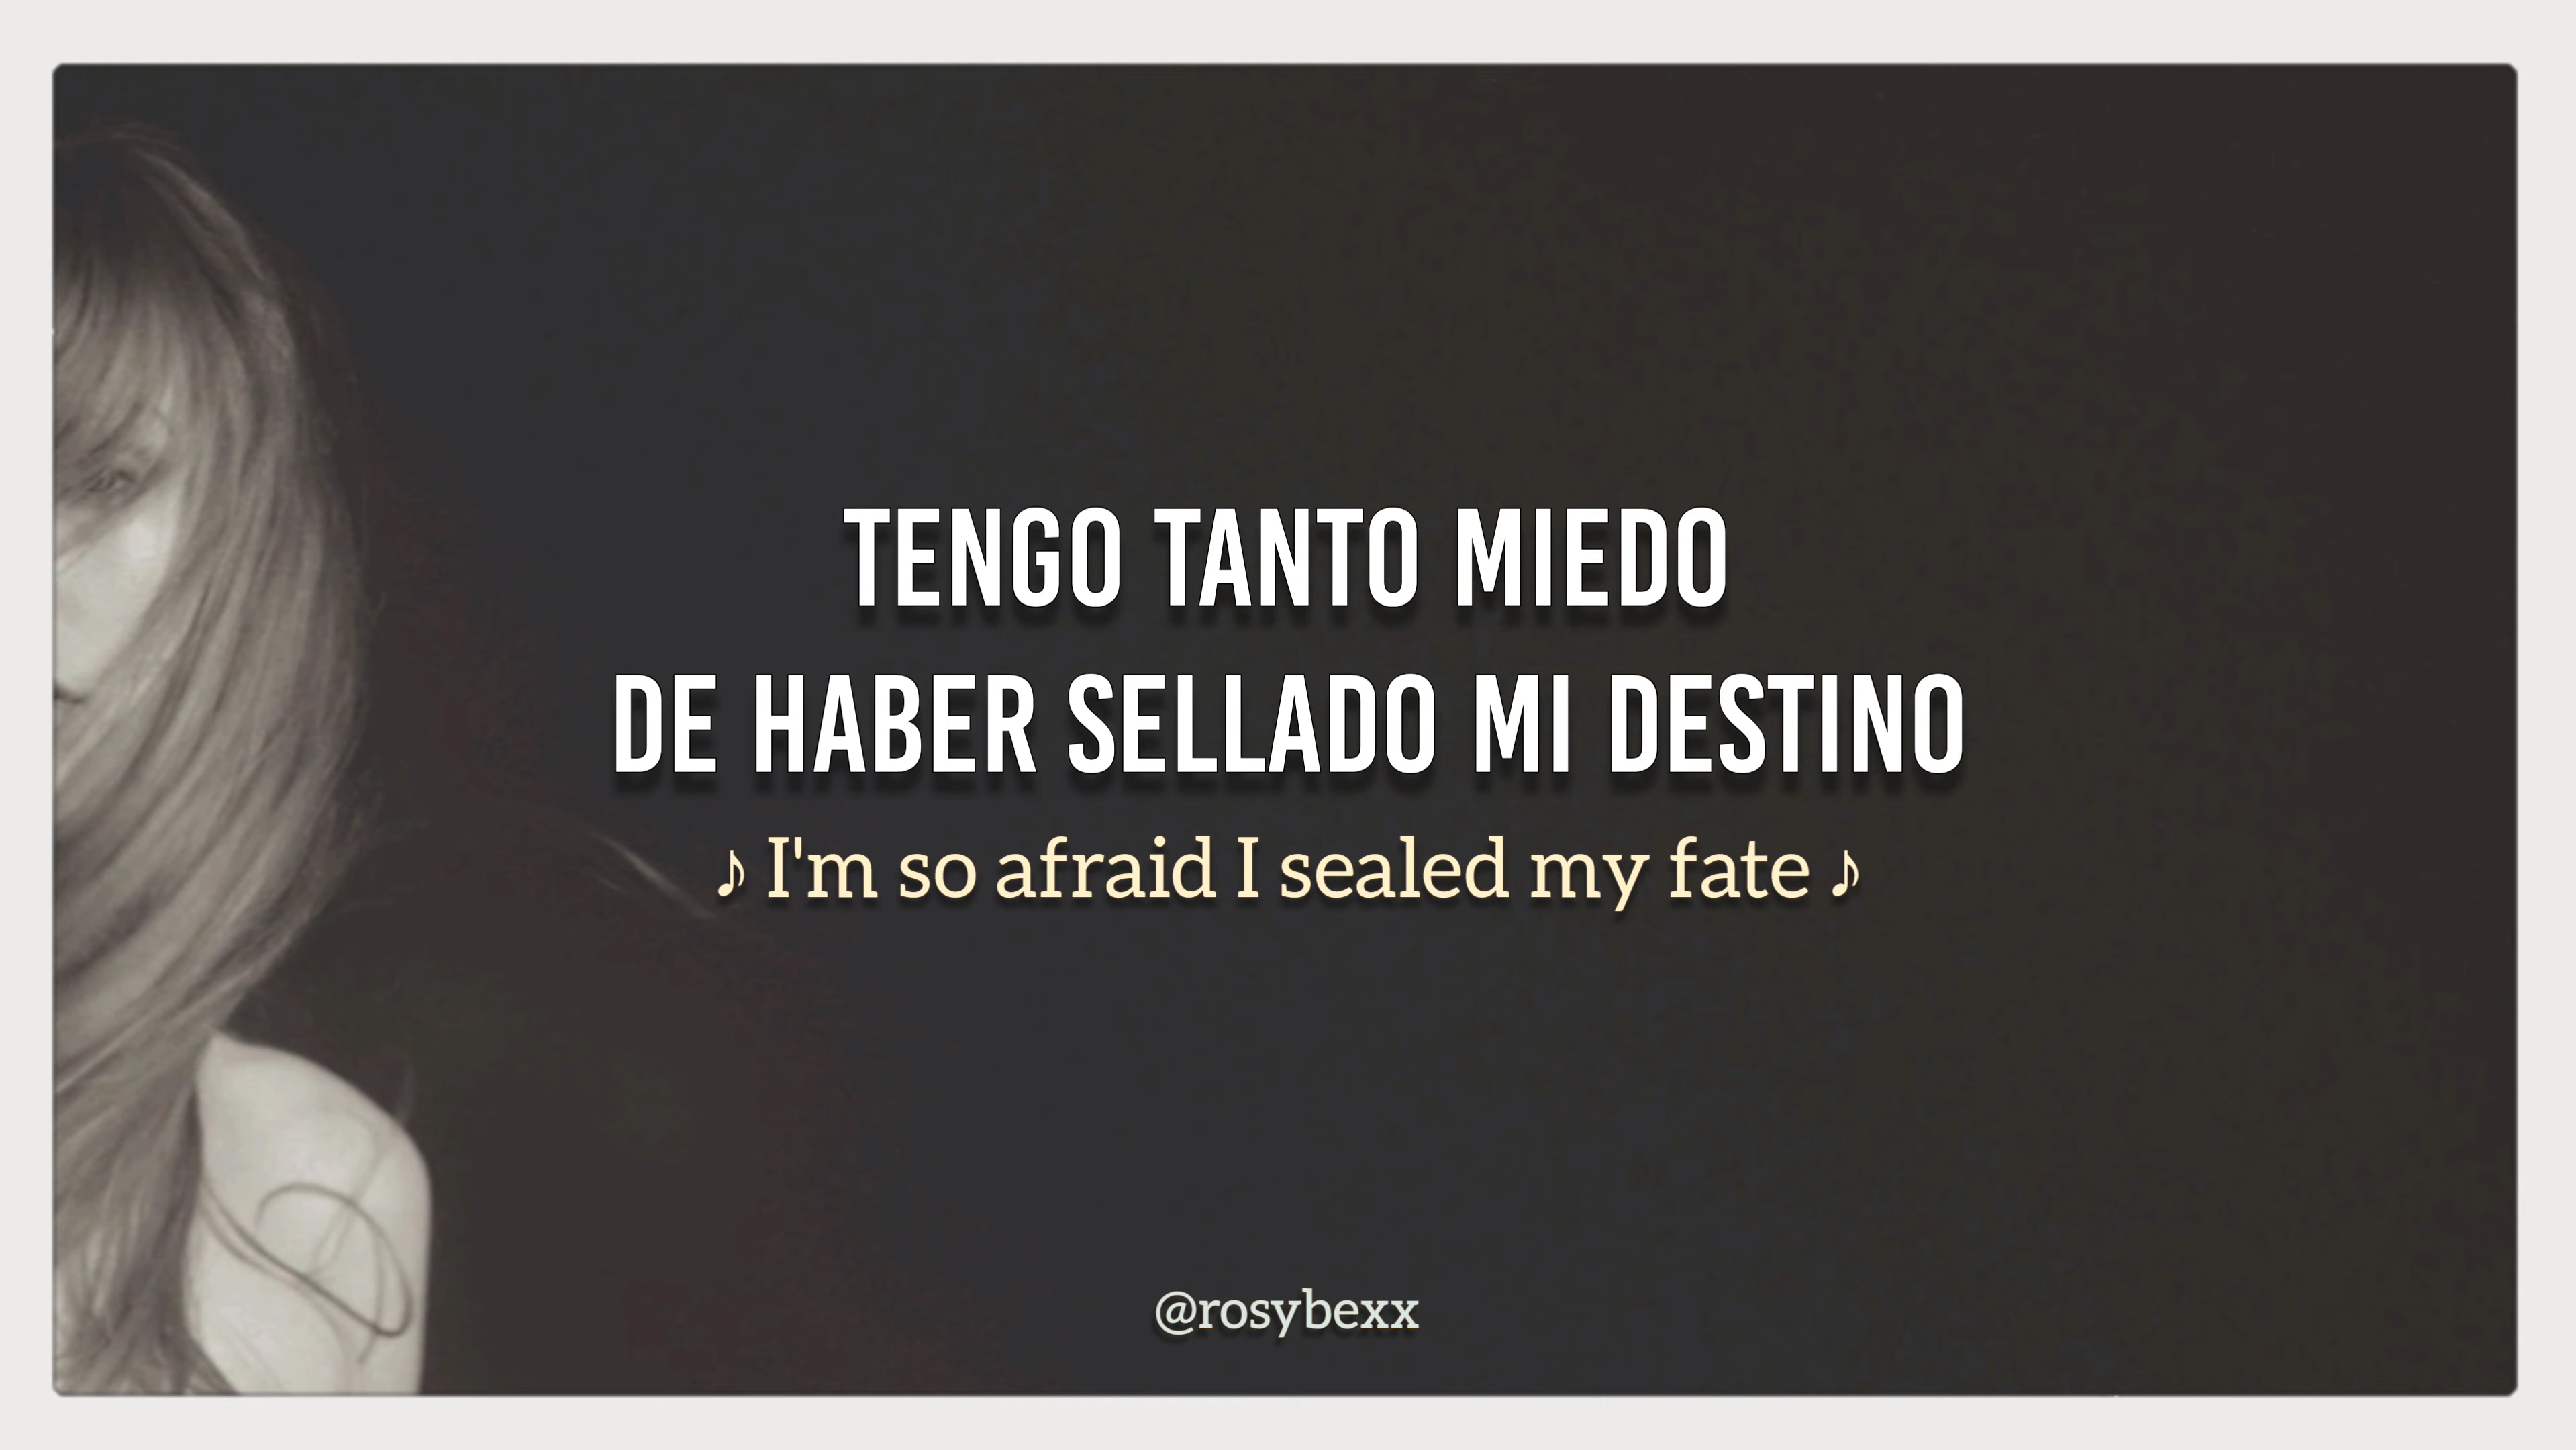 TENGO TANTO MIEDO
DE HABER SELLADO MI DESTINO
♪ I'm so afraid I sealed my fate ♪
@rosybexx